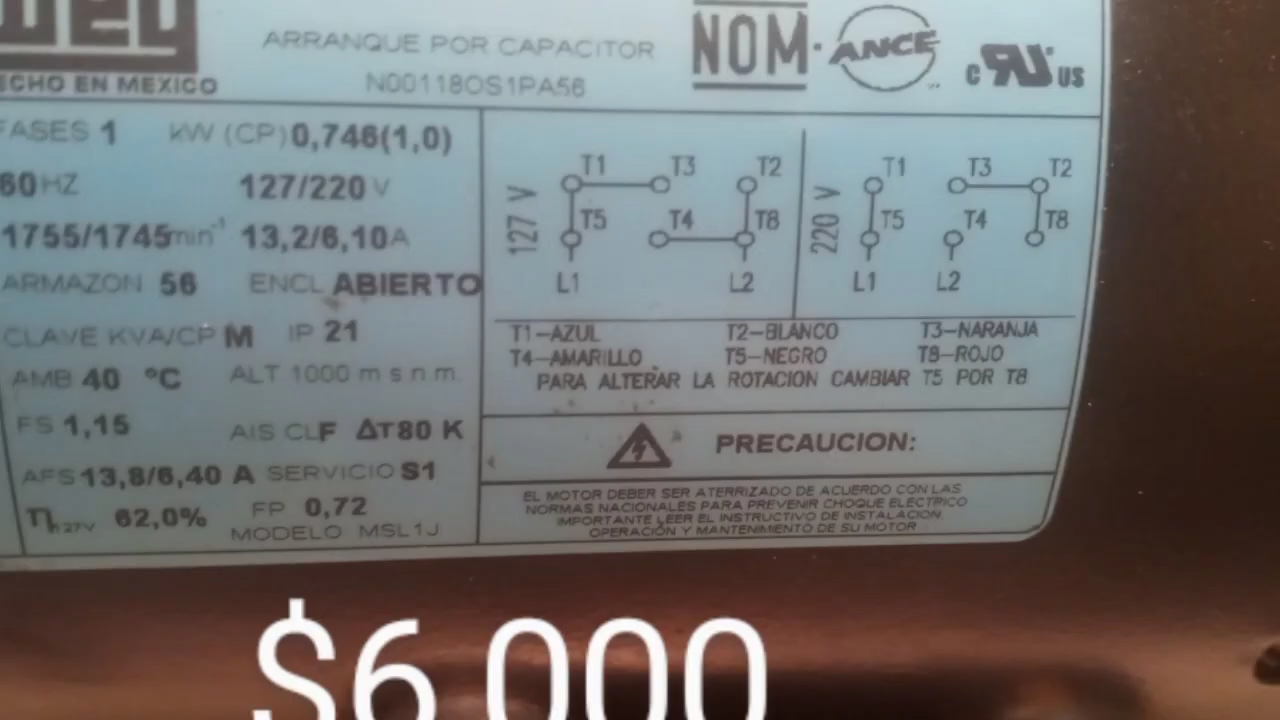 weg
ECHO EN MEXICO
ARRANQUE POR CAPACITOR
N00118OS1PA56
NOM
ANCE
C RU US
FASES 1 kW (CP) 0,746(1,0)
60 HZ 127/220 V
1755/1745 min-1 13,2/6,10 A
ARMAZON 56 ENCL ABIERTO
CLAVE KVA/CP M IP 21
AMB 40 °C ALT 1000 m s n m
FS 1,15 AIS CL F ΔT 80 K
AFS 13,8/6,40 A SERVICIO S1
62,0% FP 0,72
MODELO MSL1J
127 V
T1 T3 T2
T5 T4 T8
L1 L2
220 V
T1 T3 T2
T5 T4 T8
L1 L2
T1-AZUL T2-BLANCO T3-NARANJA
T4-AMARILLO T5-NEGRO T8-ROJO
PARA ALTERAR LA ROTACION CAMBIAR T5 POR T8
PRECAUCION:
EL MOTOR DEBER SER ATERRIZADO DE ACUERDO CON LAS
NORMAS NACIONALES PARA PREVENIR CHOQUE ELECTRICO
IMPORTANTE LEER EL INSTRUCTIVO DE INSTALACION
OPERACIÓN Y MANTENIMIENTO DE SU MOTOR
$6 000